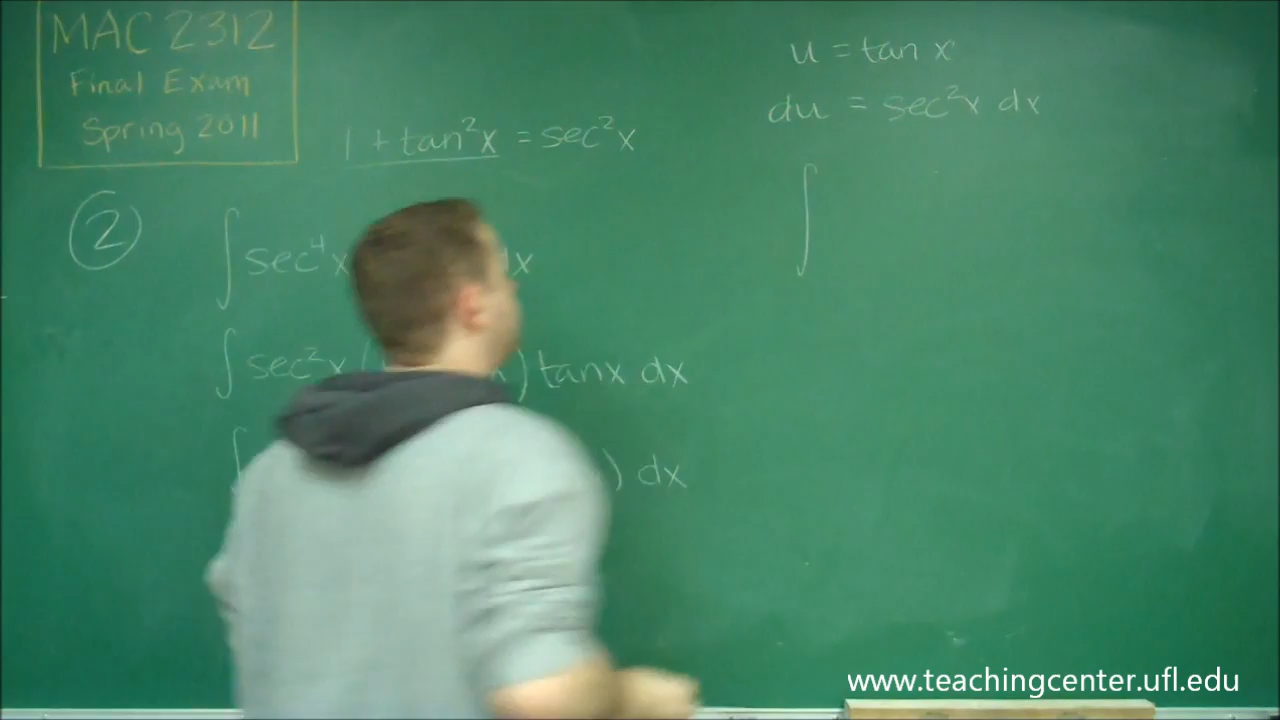 MAC 2312
Final Exam
Spring 2011
1 + tan²x = sec²x
②
∫ sec⁴x dx
∫ sec²x ( ) tanx dx
∫ ) dx
u = tan x
du = sec²x dx
∫
www.teachingcenter.ufl.edu